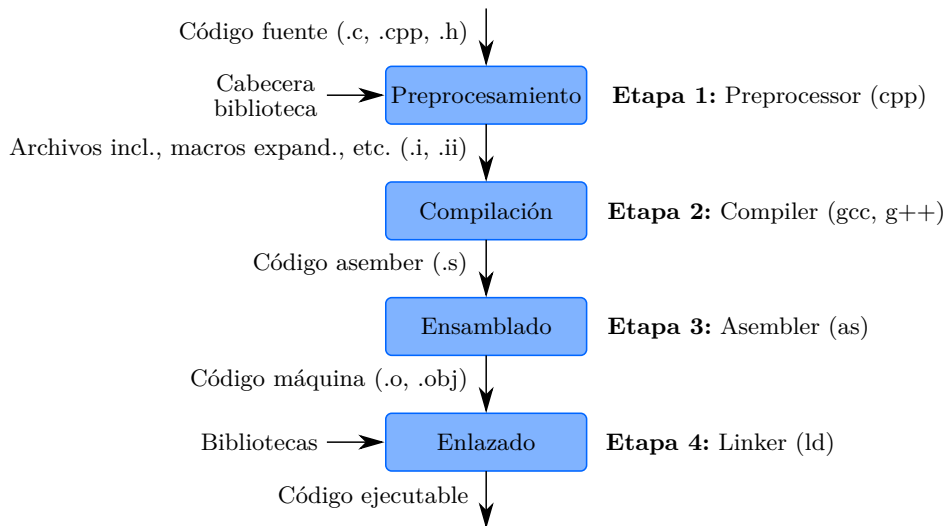 Código fuente (.c, .cpp, .h)
Cabecera
biblioteca
Preprocesamiento
Etapa 1: Preprocessor (cpp)
Archivos incl., macros expand., etc. (.i, .ii)
Compilación
Etapa 2: Compiler (gcc, g++)
Código asember (.s)
Ensamblado
Etapa 3: Asembler (as)
Código máquina (.o, .obj)
Bibliotecas
Enlazado
Etapa 4: Linker (ld)
Código ejecutable